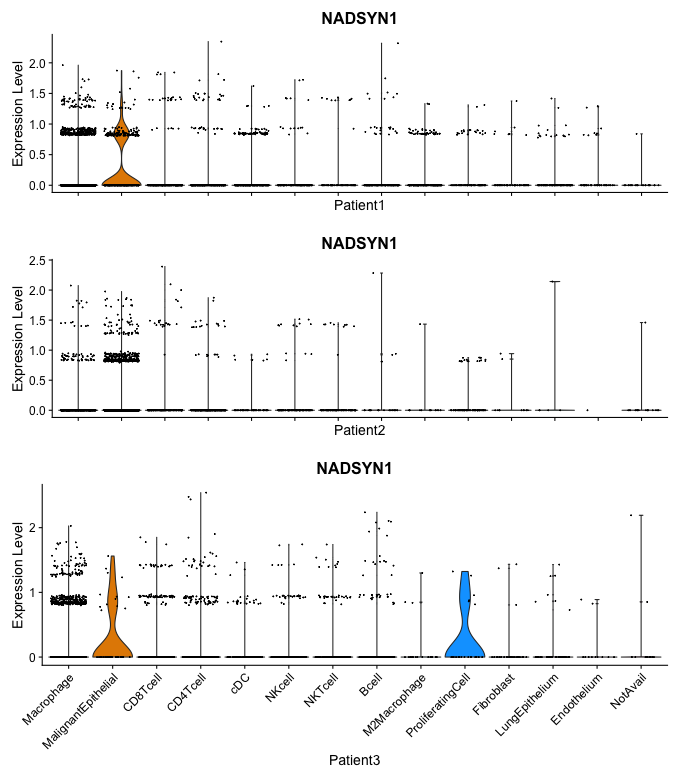 NADSYN1
Expression Level
2.0
1.5
1.0
0.5
0.0
Patient1
NADSYN1
Expression Level
2.5
2.0
1.5
1.0
0.5
0.0
Patient2
NADSYN1
Expression Level
2
1
0
Macrophage
MalignantEpithelial
CD8Tcell
CD4Tcell
cDC
NKcell
NKTcell
Bcell
M2Macrophage
ProliferatingCell
Fibroblast
LungEpithelium
Endothelium
NotAvail
Patient3